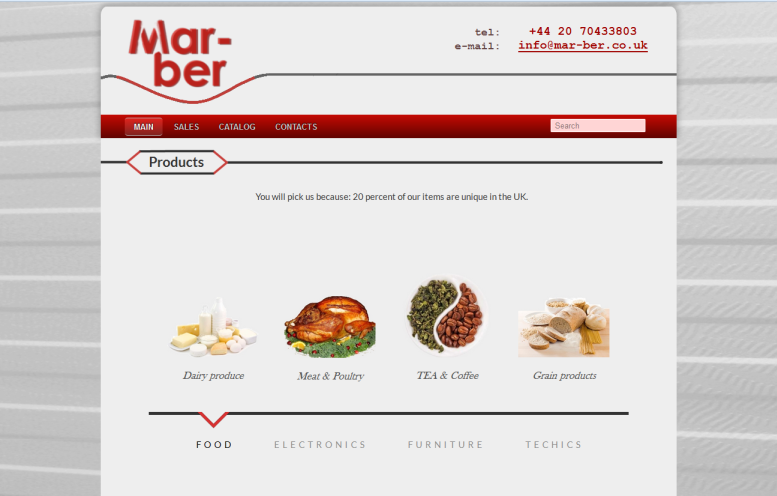 Mar-
ber
tel: +44 20 70433803
e-mail: info@mar-ber.co.uk
MAIN SALES CATALOG CONTACTS Search
Products
You will pick us because: 20 percent of our items are unique in the UK.
Dairy produce Meat & Poultry TEA & Coffee Grain products
FOOD ELECTRONICS FURNITURE TECHICS